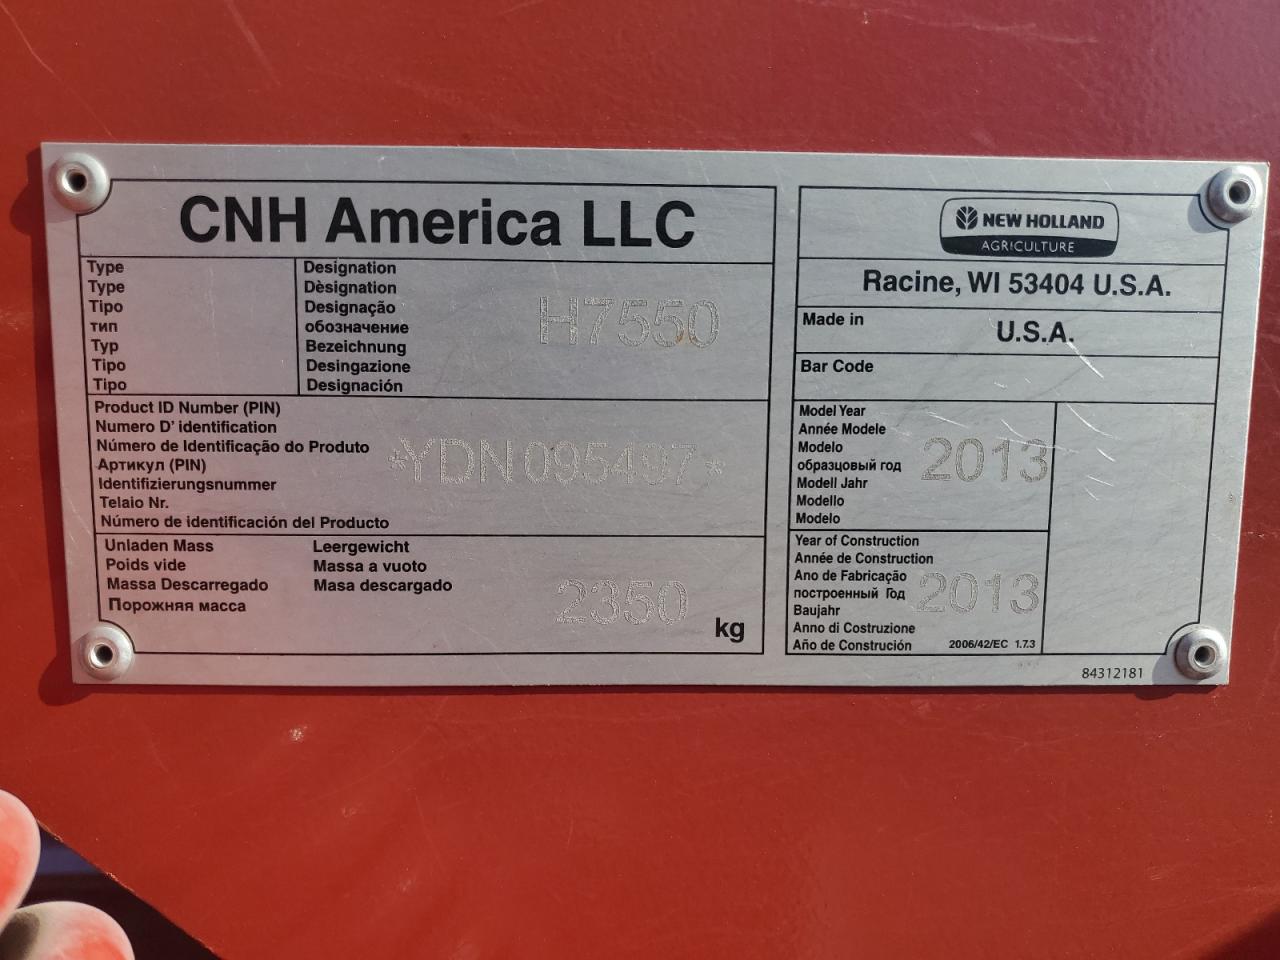 CNH America LLC
Type
Type
Tipo
тип
Typ
Tipo
Tipo
Designation
Dèsignation
Designação
обозначение
Bezeichnung
Desingazione
Designación
H7550
Product ID Number (PIN)
Numero D' identification
Número de Identificação do Produto
Артикул (PIN)
Identifizierungsnummer
Telaio Nr.
Número de identificación del Producto
*YDN095497*
Unladen Mass
Poids vide
Massa Descarregado
Порожняя масса
Leergewicht
Massa a vuoto
Masa descargado
2350
kg
NEW HOLLAND
AGRICULTURE
Racine, WI 53404 U.S.A.
Made in U.S.A.
Bar Code
Model Year
Année Modele
Modelo
образцовый год
Modell Jahr
Modello
Modelo
2013
Year of Construction
Année de Construction
Ano de Fabricação
построенный Год
Baujahr
Anno di Costruzione
Año de Construción
2013
2006/42/EC 1.7.3
84312181